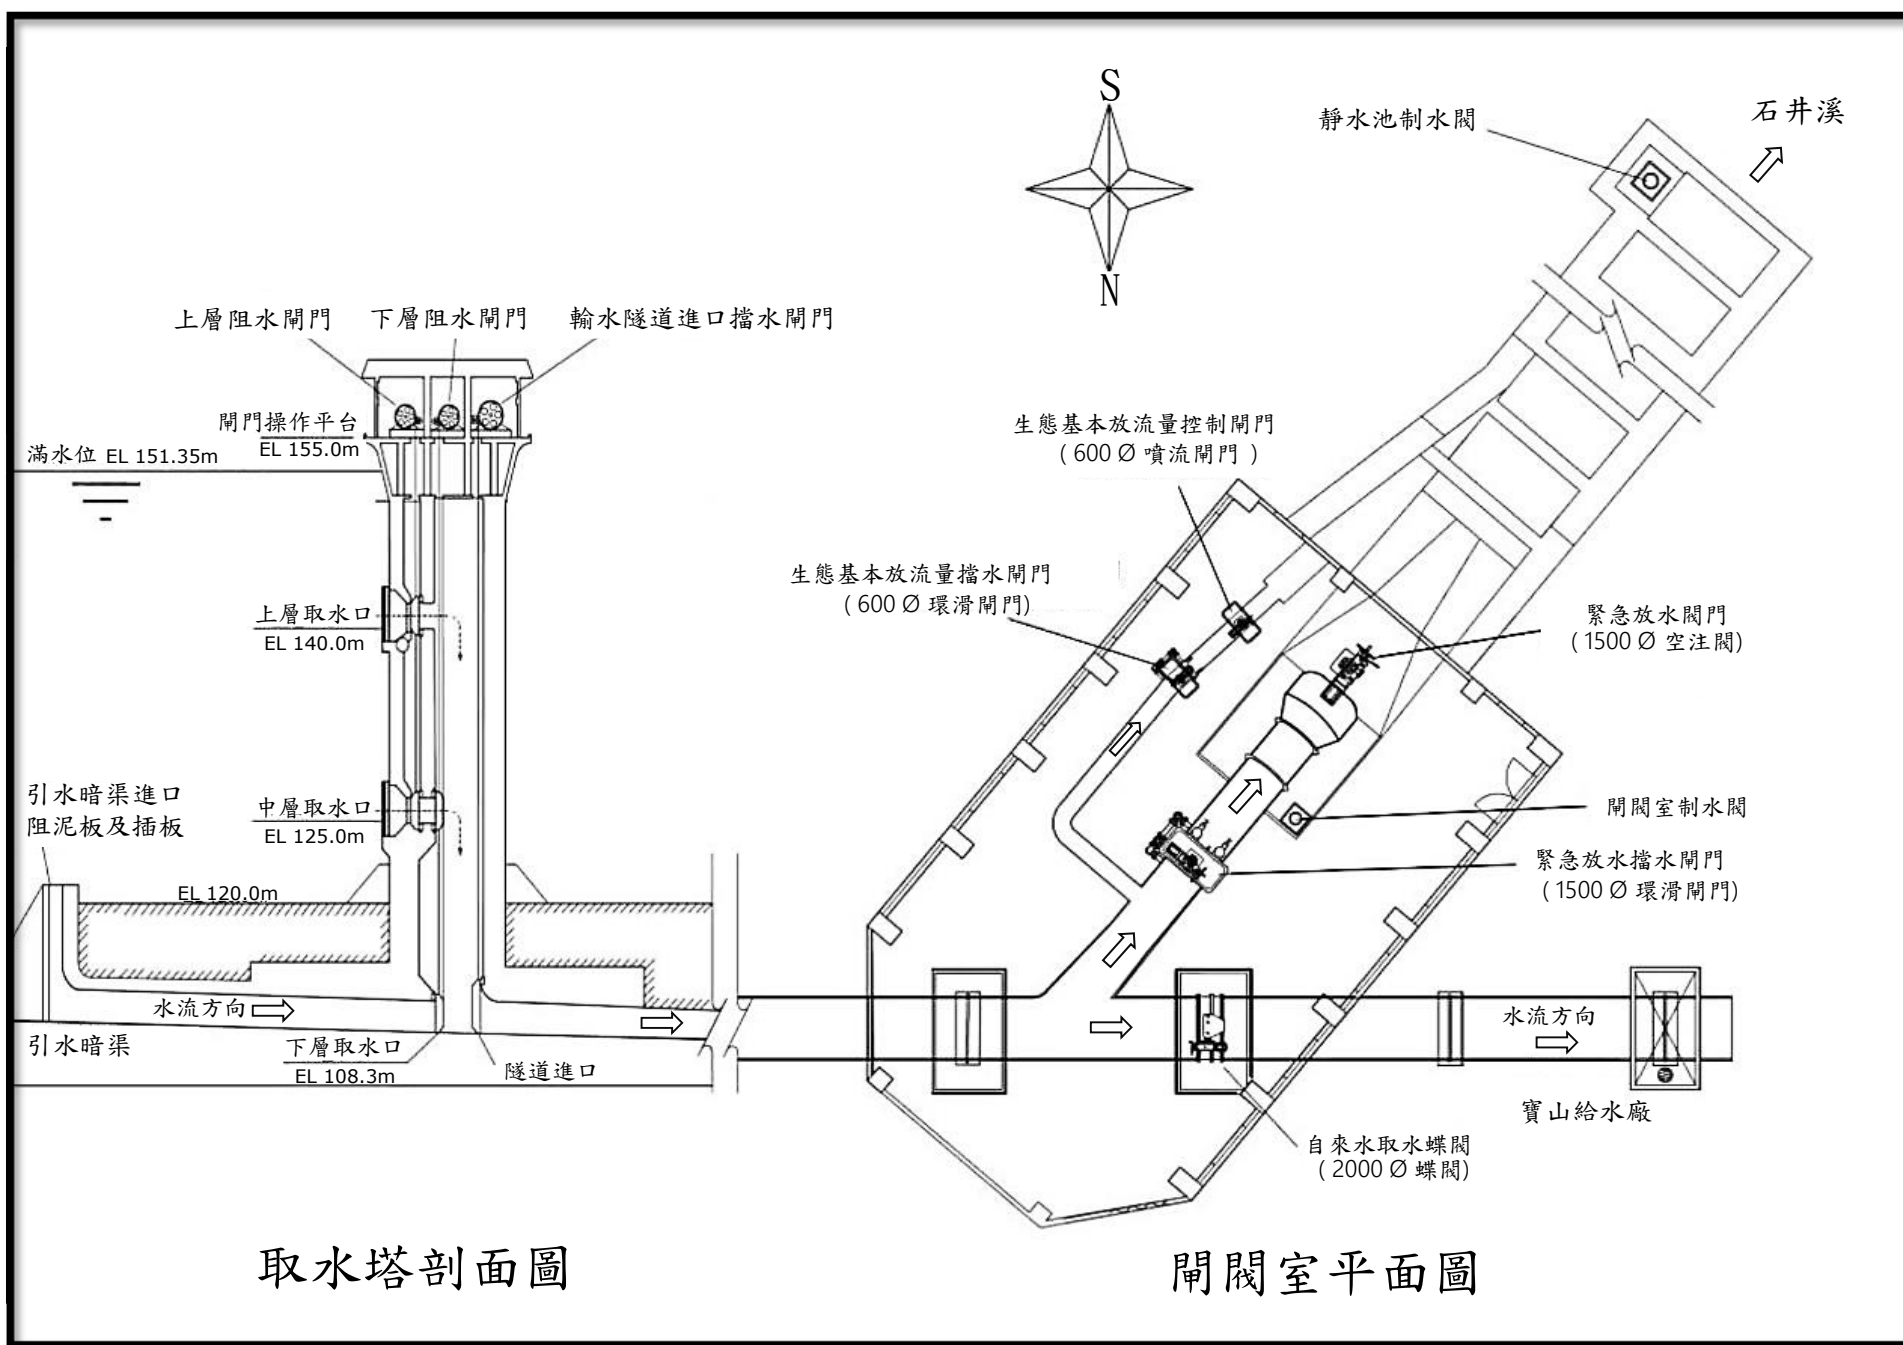 S
N
石井溪
靜水池制水閥
上層阻水閘門
下層阻水閘門
輸水隧道進口擋水閘門
閘門操作平台
EL 155.0m
滿水位 EL 151.35m
上層取水口
EL 140.0m
中層取水口
EL 125.0m
引水暗渠進口
阻泥板及插板
EL 120.0m
水流方向
引水暗渠
下層取水口
EL 108.3m
隧道進口
生態基本放流量控制閘門
(600 Ø 噴流閘門 )
生態基本放流量擋水閘門
(600 Ø 環滑閘門)
緊急放水閥門
(1500 Ø 空注閥)
閘閥室制水閥
緊急放水擋水閘門
(1500 Ø 環滑閘門)
水流方向
寶山給水廠
自來水取水蝶閥
(2000 Ø 蝶閥)
取水塔剖面圖
閘閥室平面圖